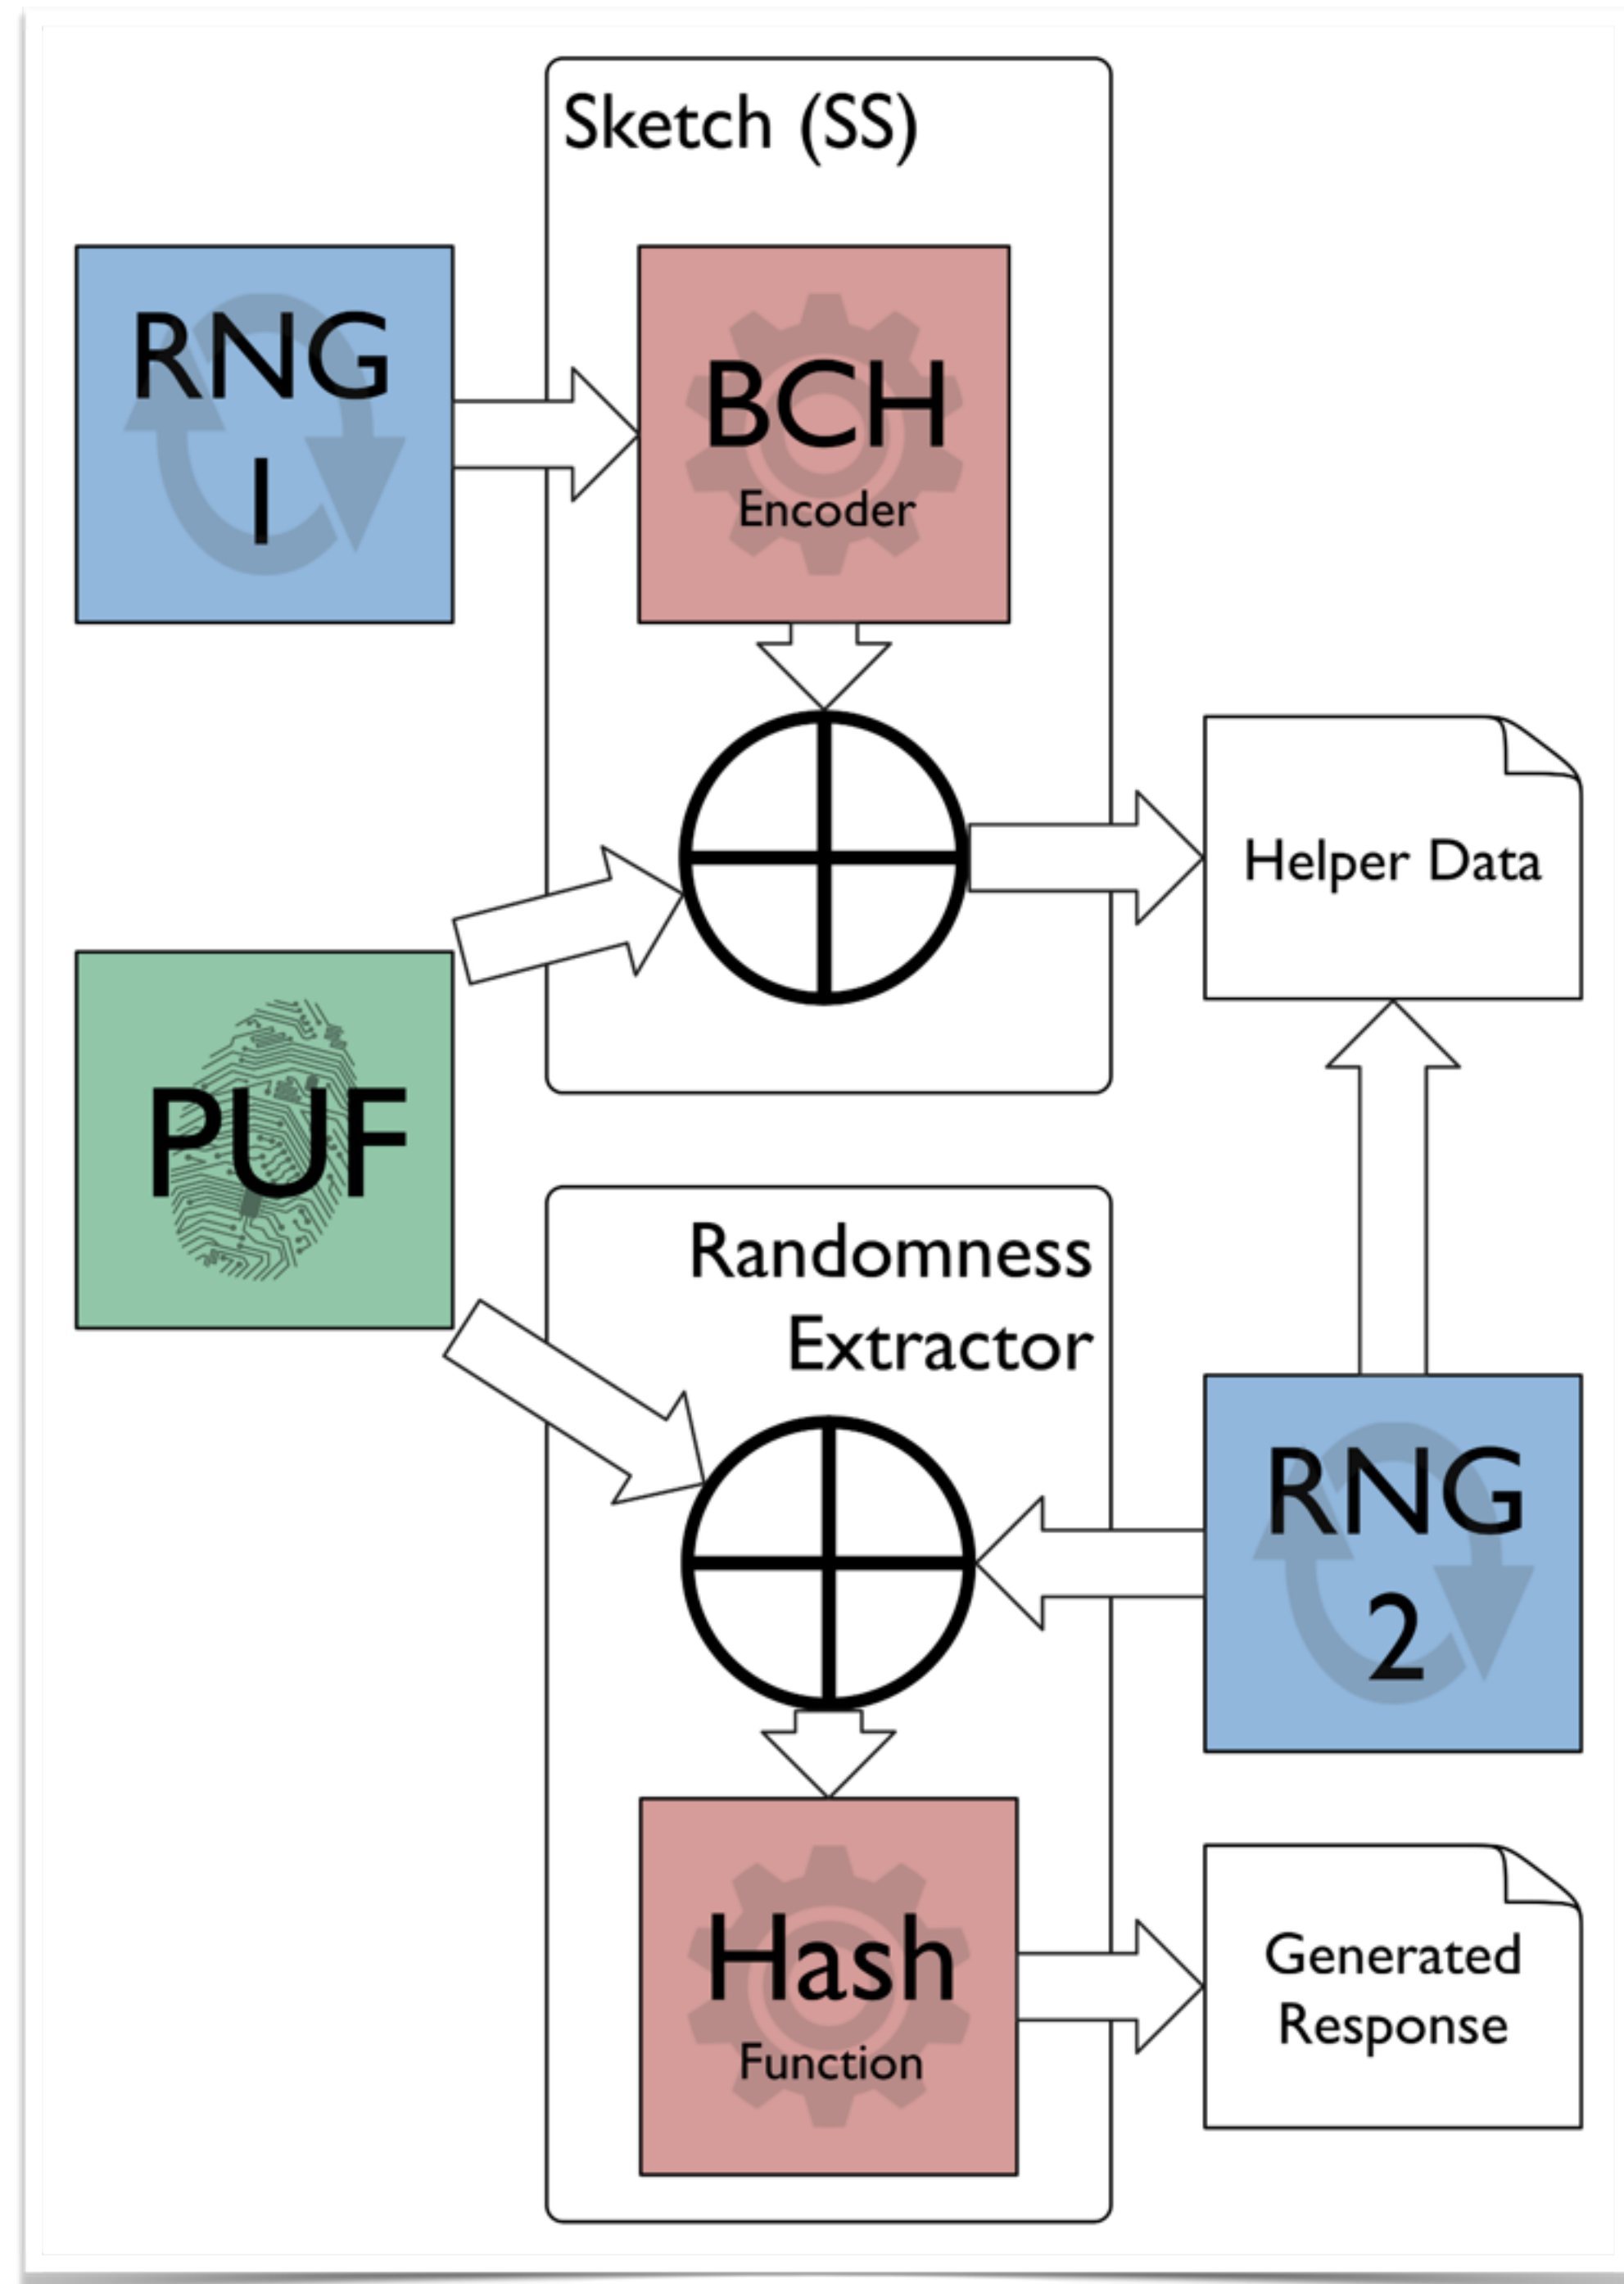 Sketch (SS)
RNG
1
BCH
Encoder
Helper Data
PUF
Randomness
Extractor
RNG
2
Hash
Function
Generated
Response